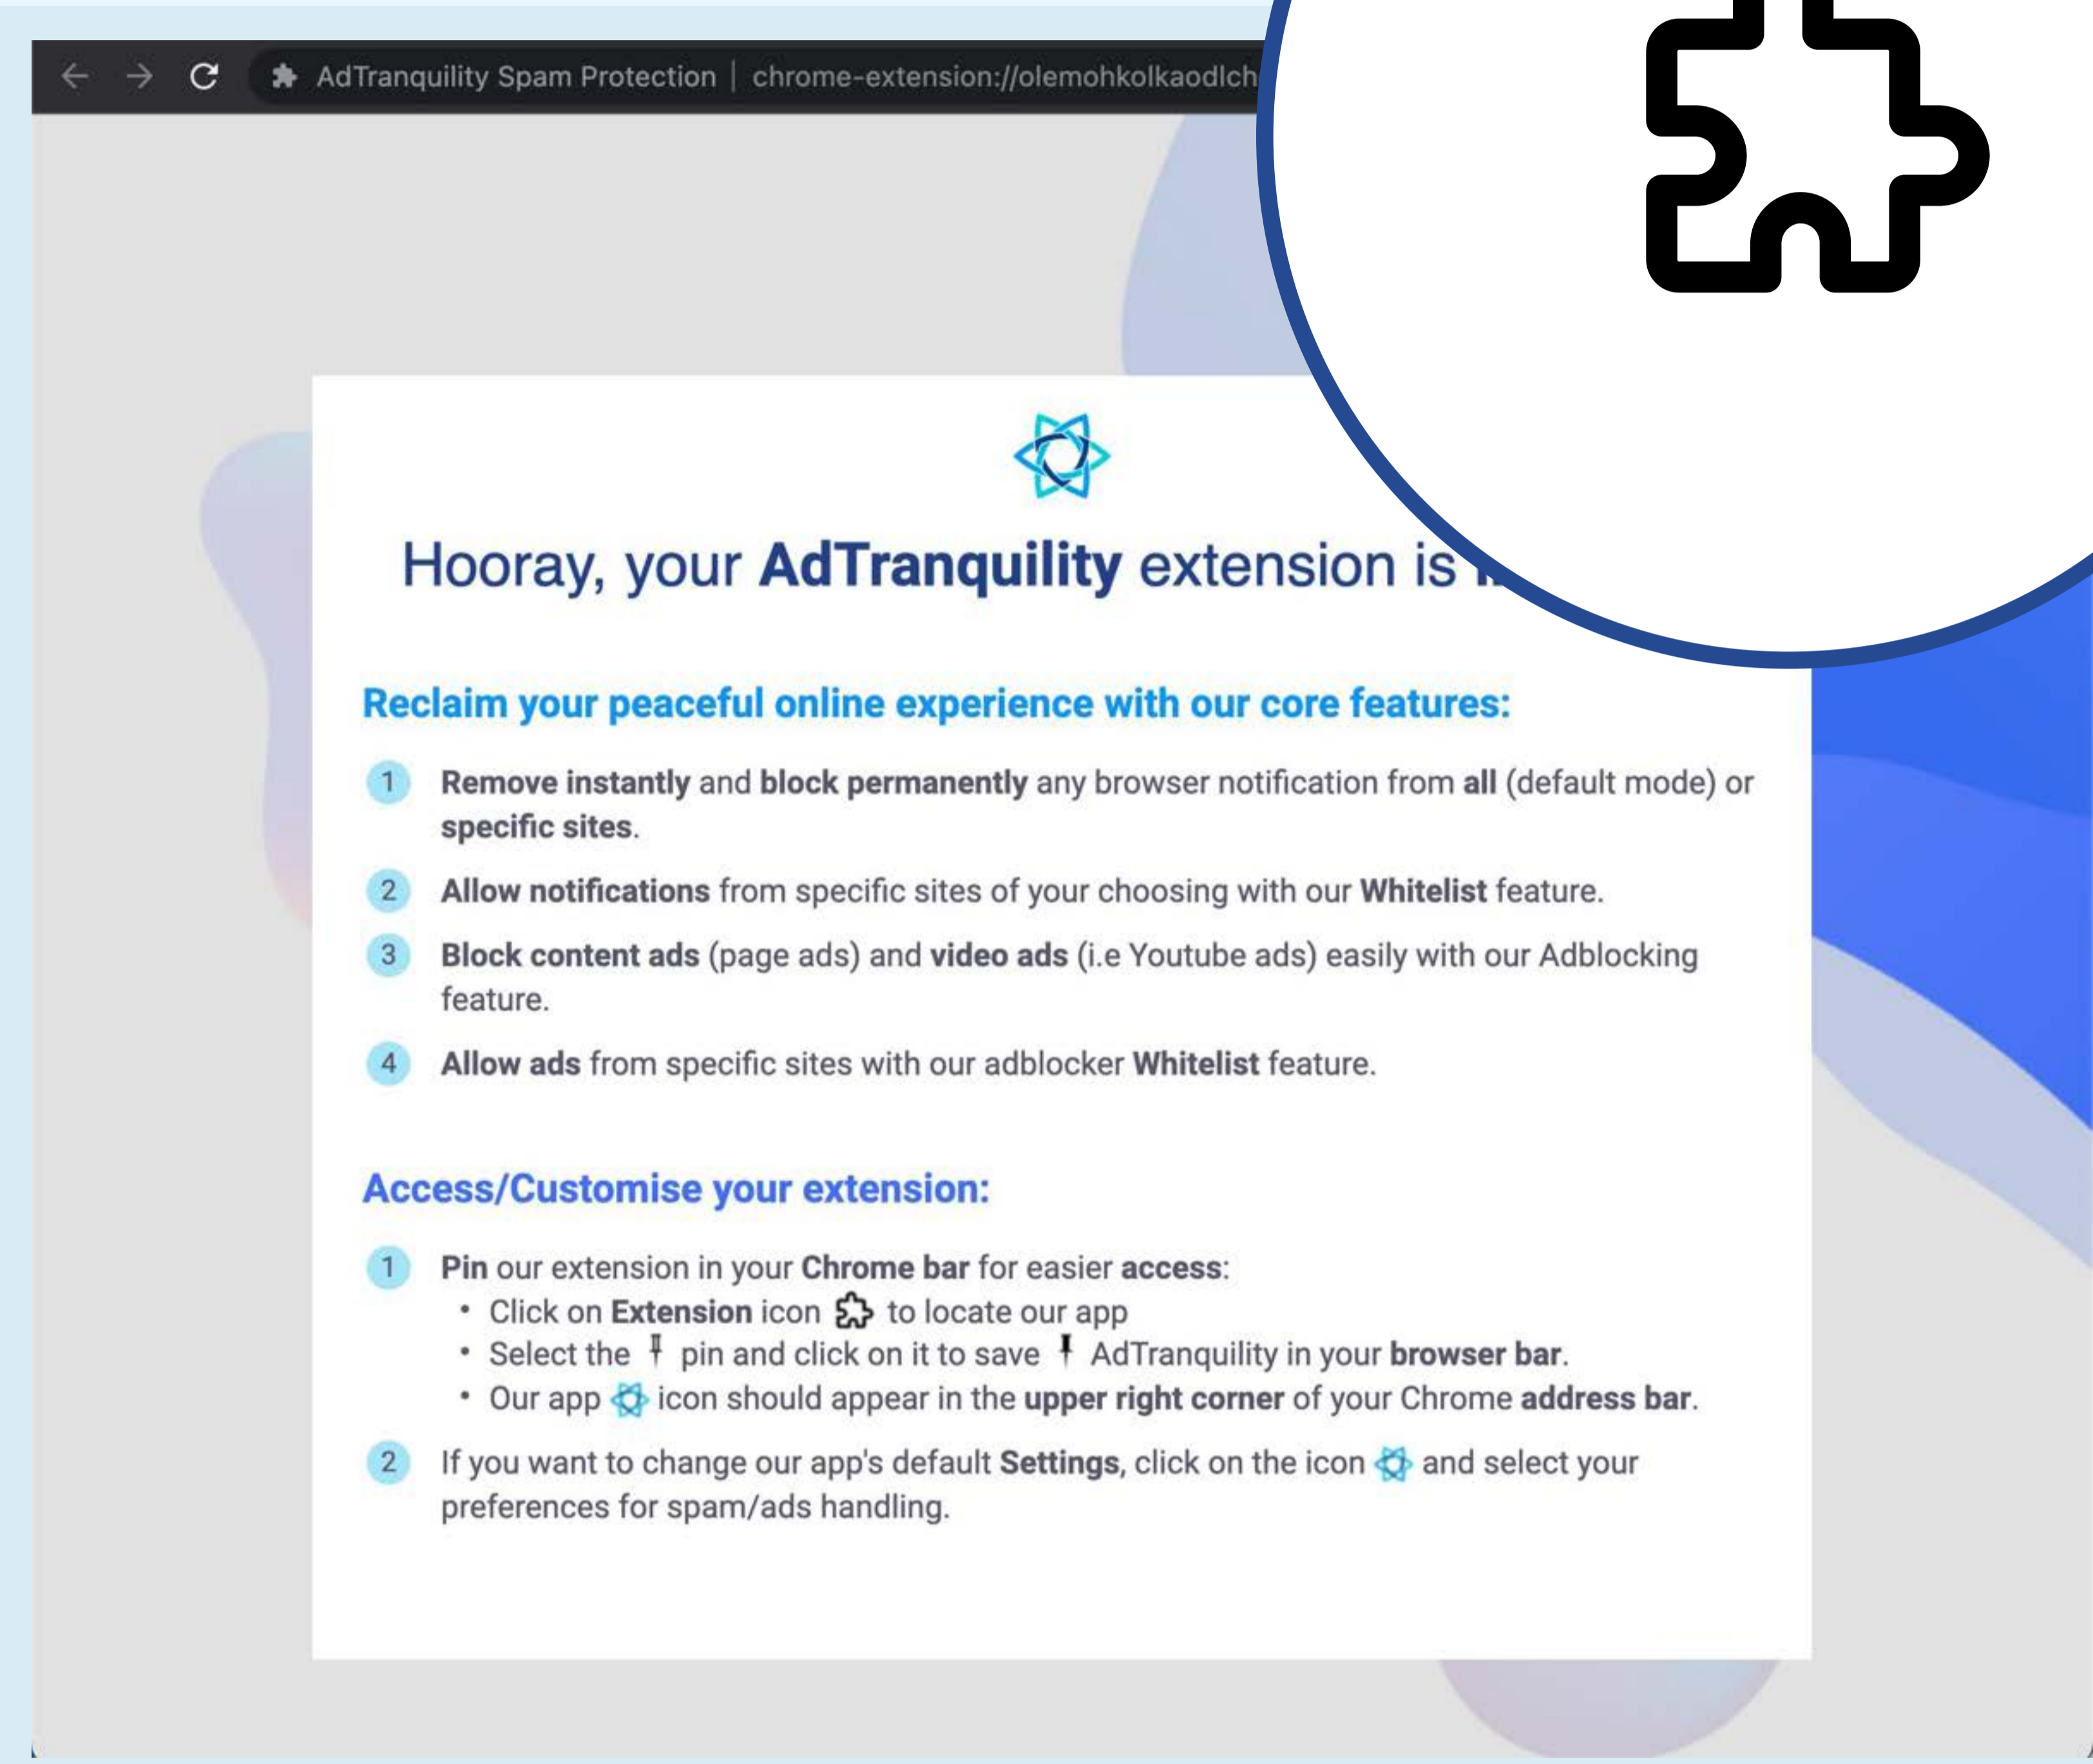 AdTranquility Spam Protection | chrome-extension://olemohkolkaodlch
Hooray, your AdTranquility extension is
Reclaim your peaceful online experience with our core features:
1 Remove instantly and block permanently any browser notification from all (default mode) or
specific sites.
2 Allow notifications from specific sites of your choosing with our Whitelist feature.
3 Block content ads (page ads) and video ads (i.e Youtube ads) easily with our Adblocking
feature.
4 Allow ads from specific sites with our adblocker Whitelist feature.
Access/Customise your extension:
1 Pin our extension in your Chrome bar for easier access:
• Click on Extension icon to locate our app
• Select the pin and click on it to save AdTranquility in your browser bar.
• Our app icon should appear in the upper right corner of your Chrome address bar.
2 If you want to change our app's default Settings, click on the icon and select your
preferences for spam/ads handling.